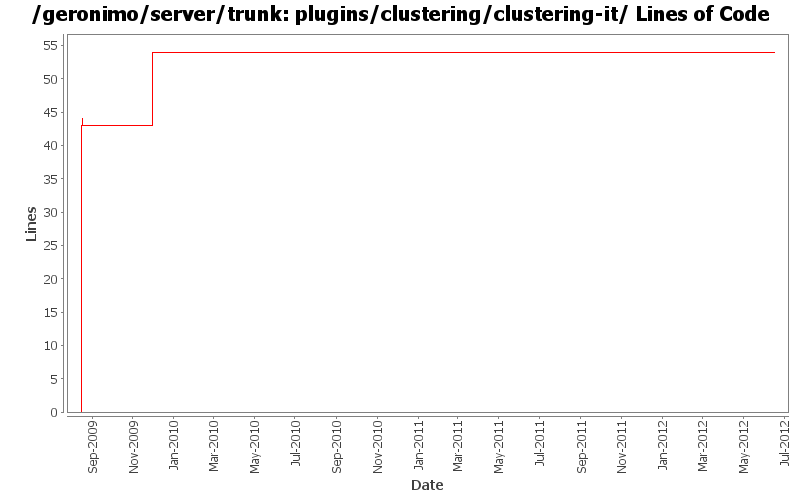 /geronimo/server/trunk: plugins/clustering/clustering-it/ Lines of Code
Lines
55
50
45
40
35
30
25
20
15
10
5
0
Sep-2009
Nov-2009
Jan-2010
Mar-2010
May-2010
Jul-2010
Sep-2010
Nov-2010
Jan-2011
Mar-2011
May-2011
Jul-2011
Sep-2011
Nov-2011
Jan-2012
Mar-2012
May-2012
Jul-2012
Date